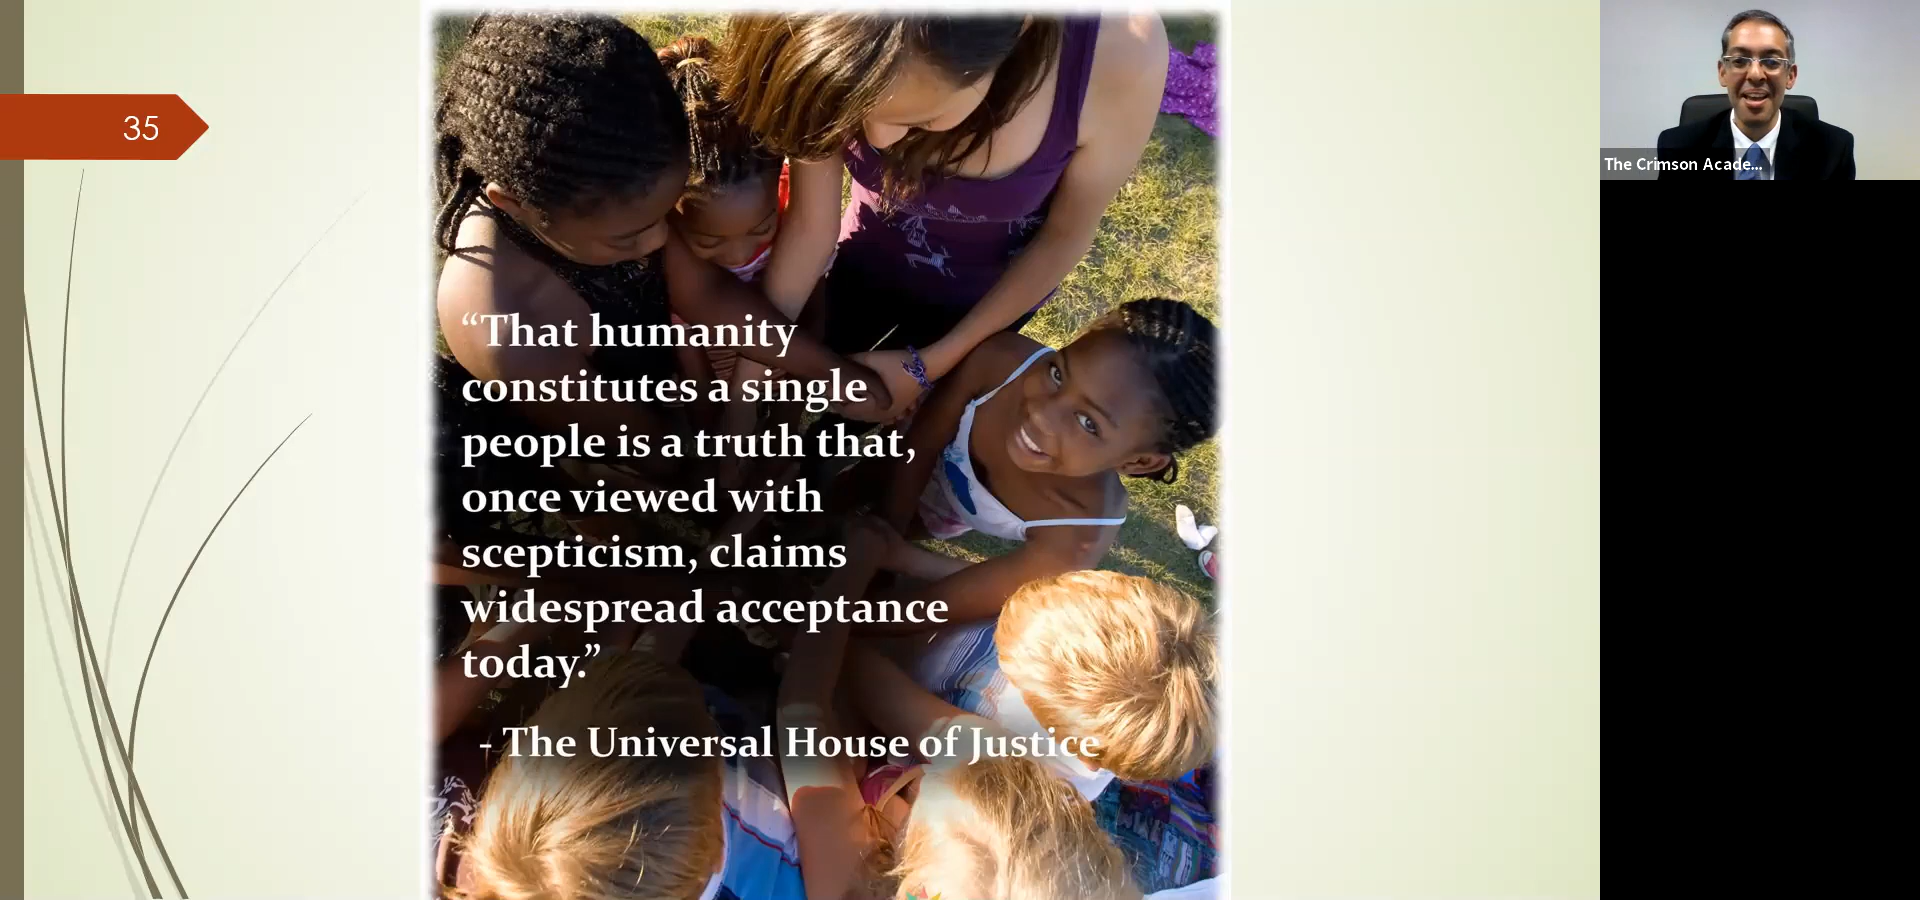 35
“That humanity
constitutes a single
people is a truth that,
once viewed with
scepticism, claims
widespread acceptance
today.”
- The Universal House of Justice
The Crimson Acade...